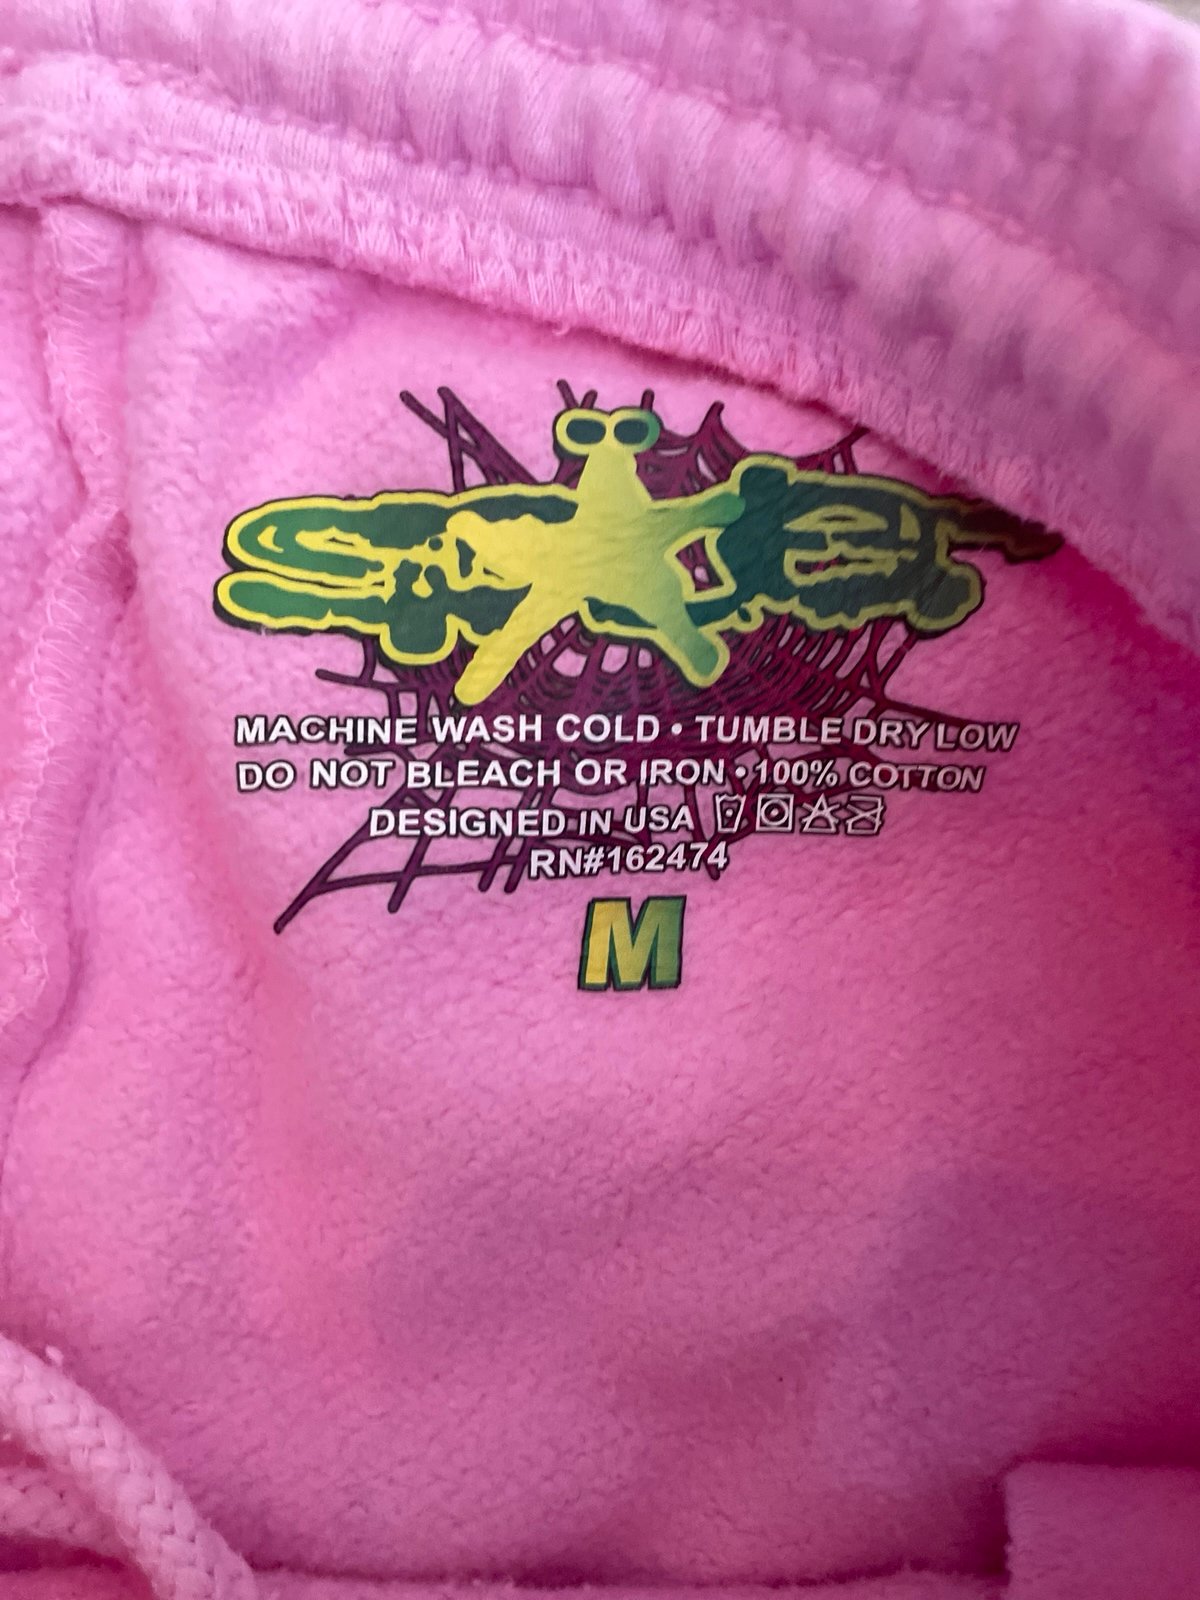 MACHINE WASH COLD • TUMBLE DRY LOW
DO NOT BLEACH OR IRON • 100% COTTON
DESIGNED IN USA
RN#162474
M